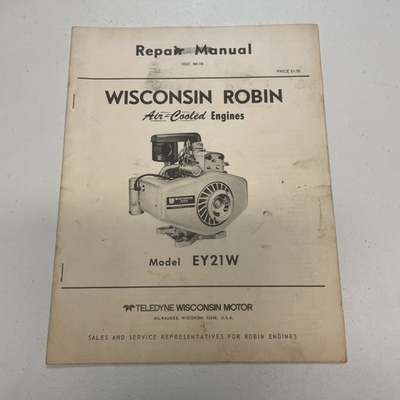 Repair Manual
PRICE $1.50
WISCONSIN ROBIN
Air-Cooled Engines
Model EY21W
TELEDYNE WISCONSIN MOTOR
MILWAUKEE, WISCONSIN 53246, U.S.A.
SALES AND SERVICE REPRESENTATIVES FOR ROBIN ENGINES